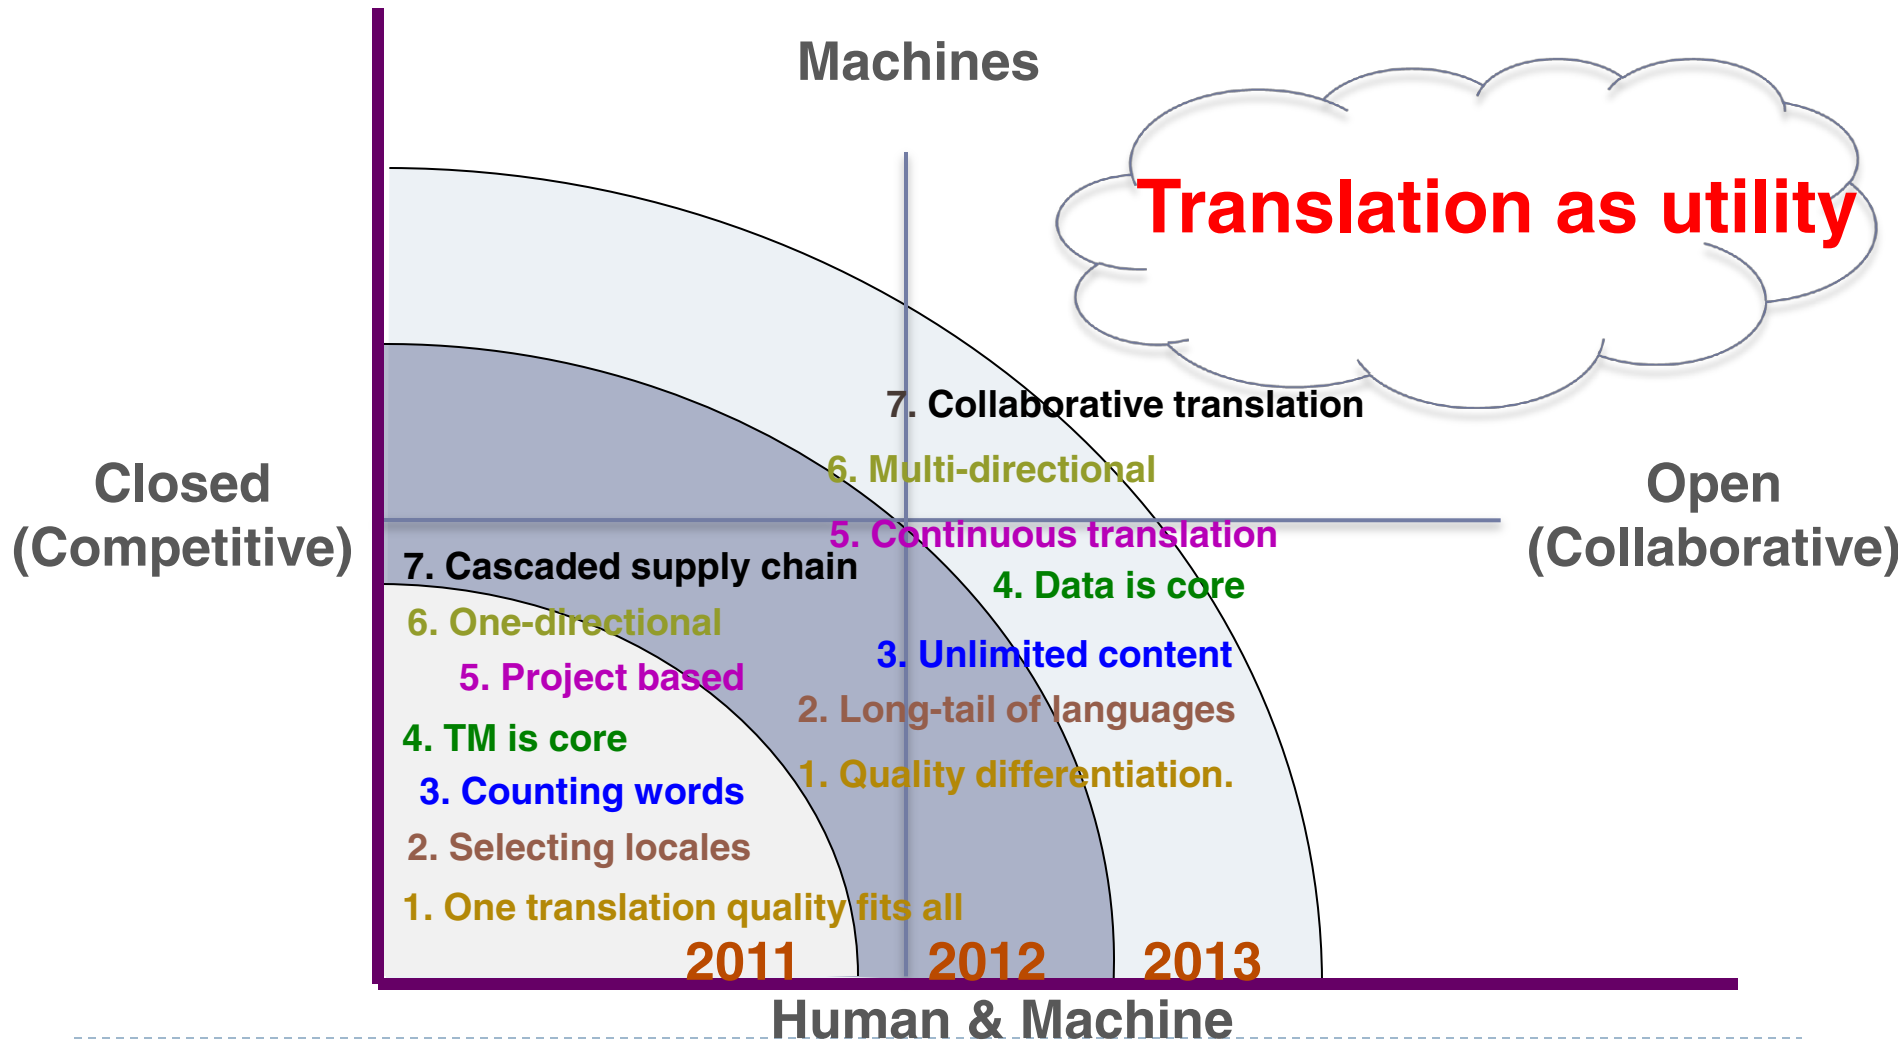 Machines
Translation as utility
Closed
(Competitive)
Open
(Collaborative)
7. Collaborative translation
6. Multi-directional
5. Continuous translation
4. Data is core
3. Unlimited content
2. Long-tail of languages
1. Quality differentiation.
7. Cascaded supply chain
6. One-directional
5. Project based
4. TM is core
3. Counting words
2. Selecting locales
1. One translation quality fits all
2011
2012
2013
Human & Machine